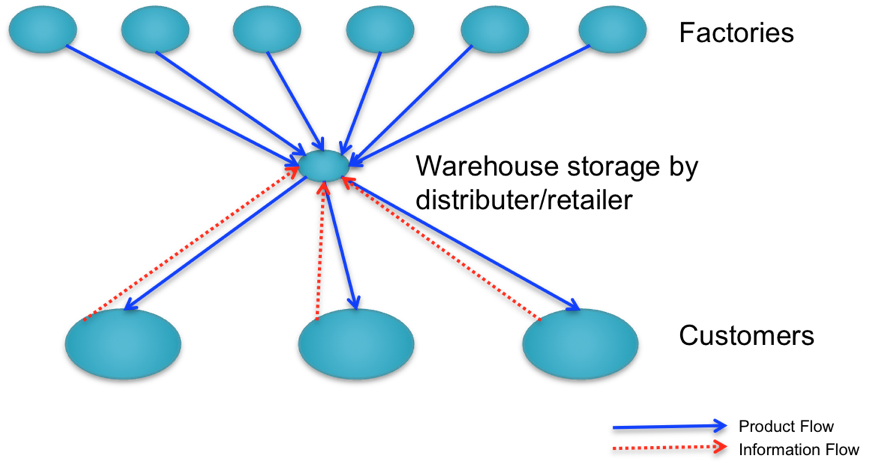 Factories
Warehouse storage by
distributer/retailer
Customers
Product Flow
Information Flow